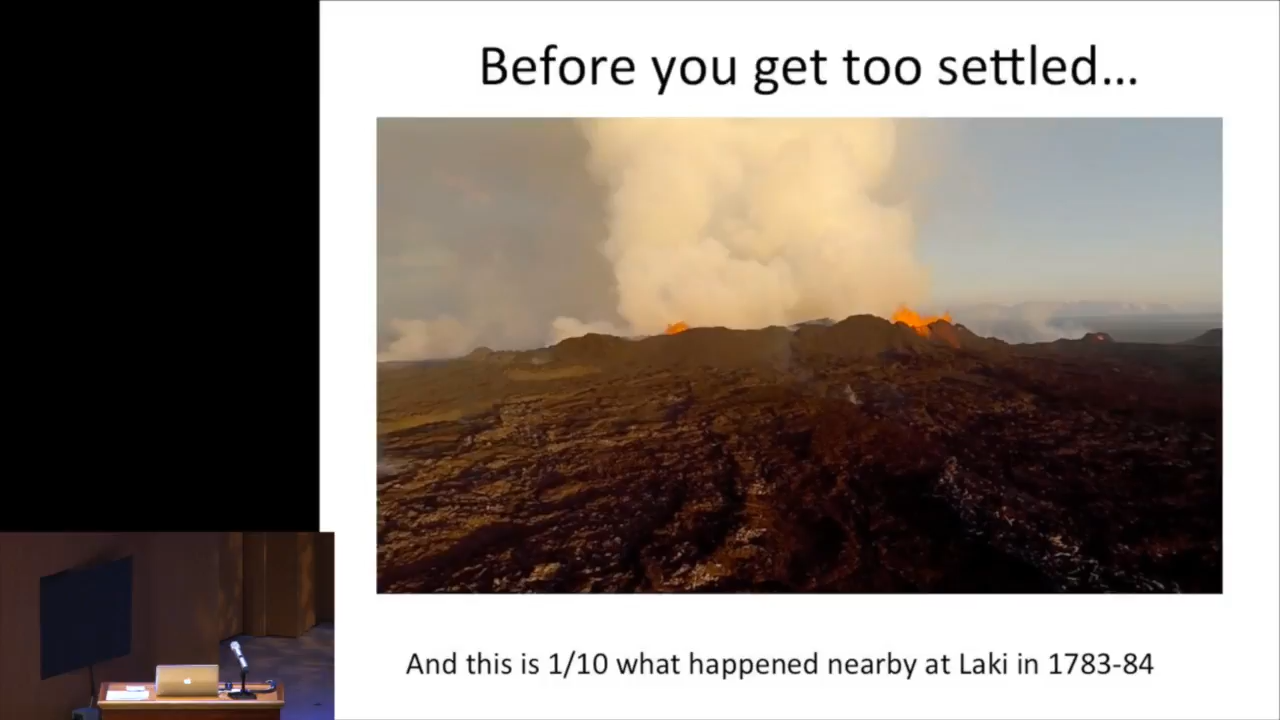 Before you get too settled...
And this is 1/10 what happened nearby at Laki in 1783-84